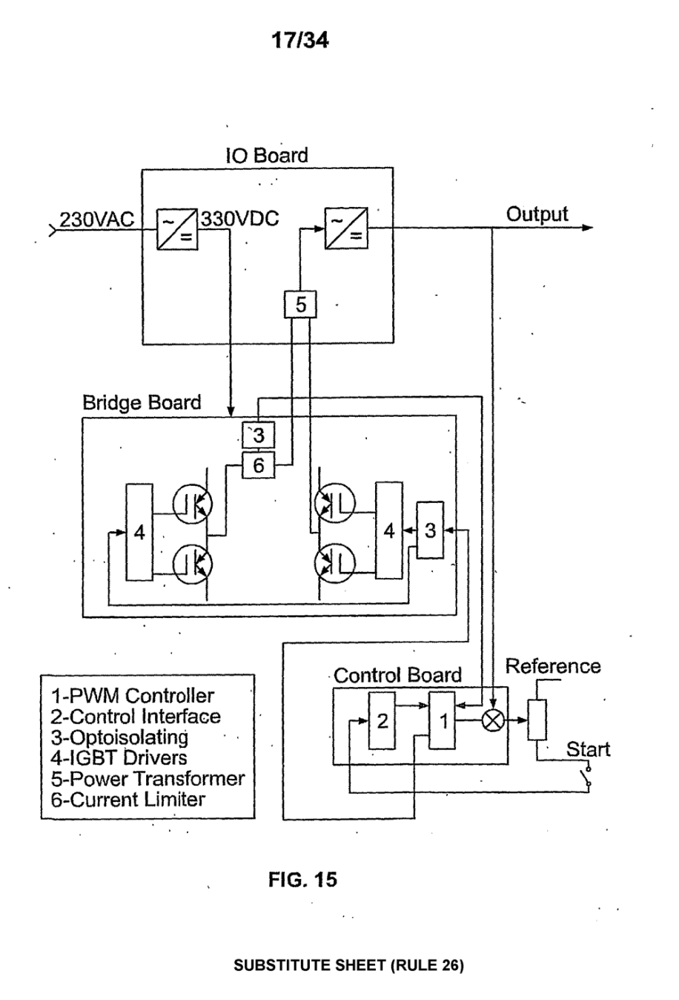 17/34
IO Board
230VAC
~
=
330VDC
~
=
Output
5
Bridge Board
3
6
4
4
3
Reference
Control Board
2
1
Start
1-PWM Controller
2-Control Interface
3-Optoisolating
4-IGBT Drivers
5-Power Transformer
6-Current Limiter
FIG. 15
SUBSTITUTE SHEET (RULE 26)